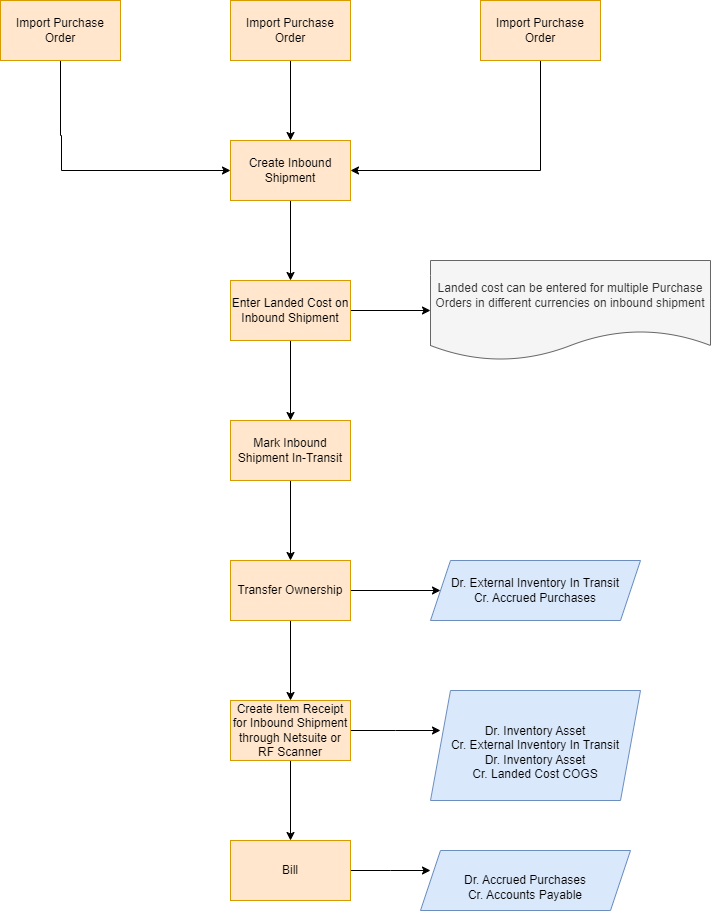 Import Purchase
Order
Import Purchase
Order
Import Purchase
Order
Create Inbound
Shipment
Enter Landed Cost on
Inbound Shipment
Landed cost can be entered for multiple Purchase
Orders in different currencies on inbound shipment
Mark Inbound
Shipment In-Transit
Transfer Ownership
Dr. External Inventory In Transit
Cr. Accrued Purchases
Create Item Receipt
for Inbound Shipment
through Netsuite or
RF Scanner
Dr. Inventory Asset
Cr. External Inventory In Transit
Dr. Inventory Asset
Cr. Landed Cost COGS
Bill
Dr. Accrued Purchases
Cr. Accounts Payable